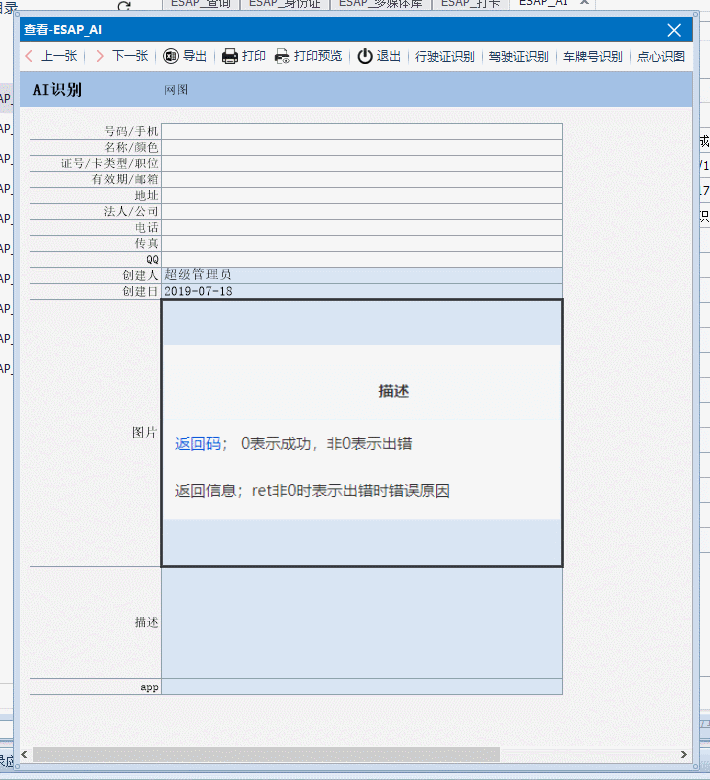 目录
ESAP_查询 ESAP_身份证 ESAP_多媒体库 ESAP_打卡 ESAP_AI
查看-ESAP_AI
上一张 下一张 导出 打印 打印预览 退出 行驶证识别 驾驶证识别 车牌号识别 点心识图
AI识别 网图
号码/手机
名称/颜色
证号/卡类型/职位
有效期/邮箱
地址
法人/公司
电话
传真
QQ
创建人 超级管理员
创建日 2019-07-18
图片
描述
返回码； 0表示成功，非0表示出错
返回信息；ret非0时表示出错时错误原因
描述
app